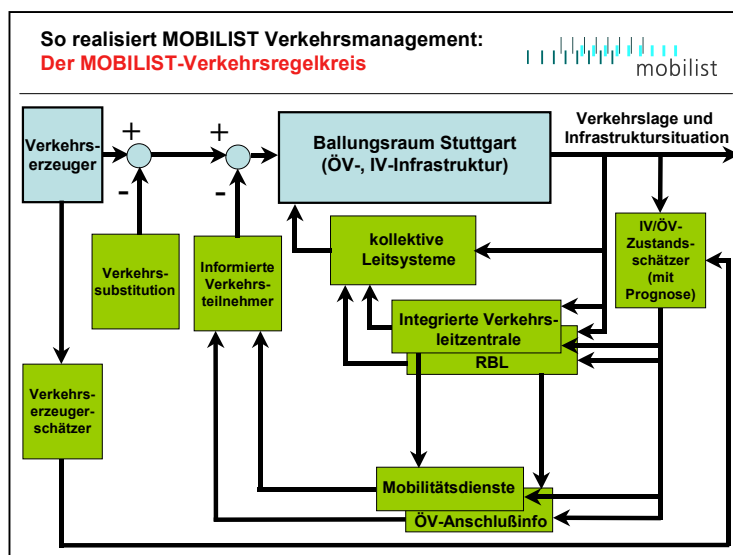 So realisiert MOBILIST Verkehrsmanagement:
Der MOBILIST-Verkehrsregelkreis
mobilist
Verkehrs-
erzeuger
+
-
+
-
Ballungsraum Stuttgart
(ÖV-, IV-Infrastruktur)
Verkehrslage und
Infrastruktursituation
Verkehrs-
substitution
Informierte
Verkehrs-
teilnehmer
kollektive
Leitsysteme
IV/ÖV-
Zustands-
schätzer
(mit
Prognose)
Integrierte Verkehrs-
leitzentrale
RBL
Verkehrs-
erzeuger-
schätzer
Mobilitätsdienste
ÖV-Anschlußinfo